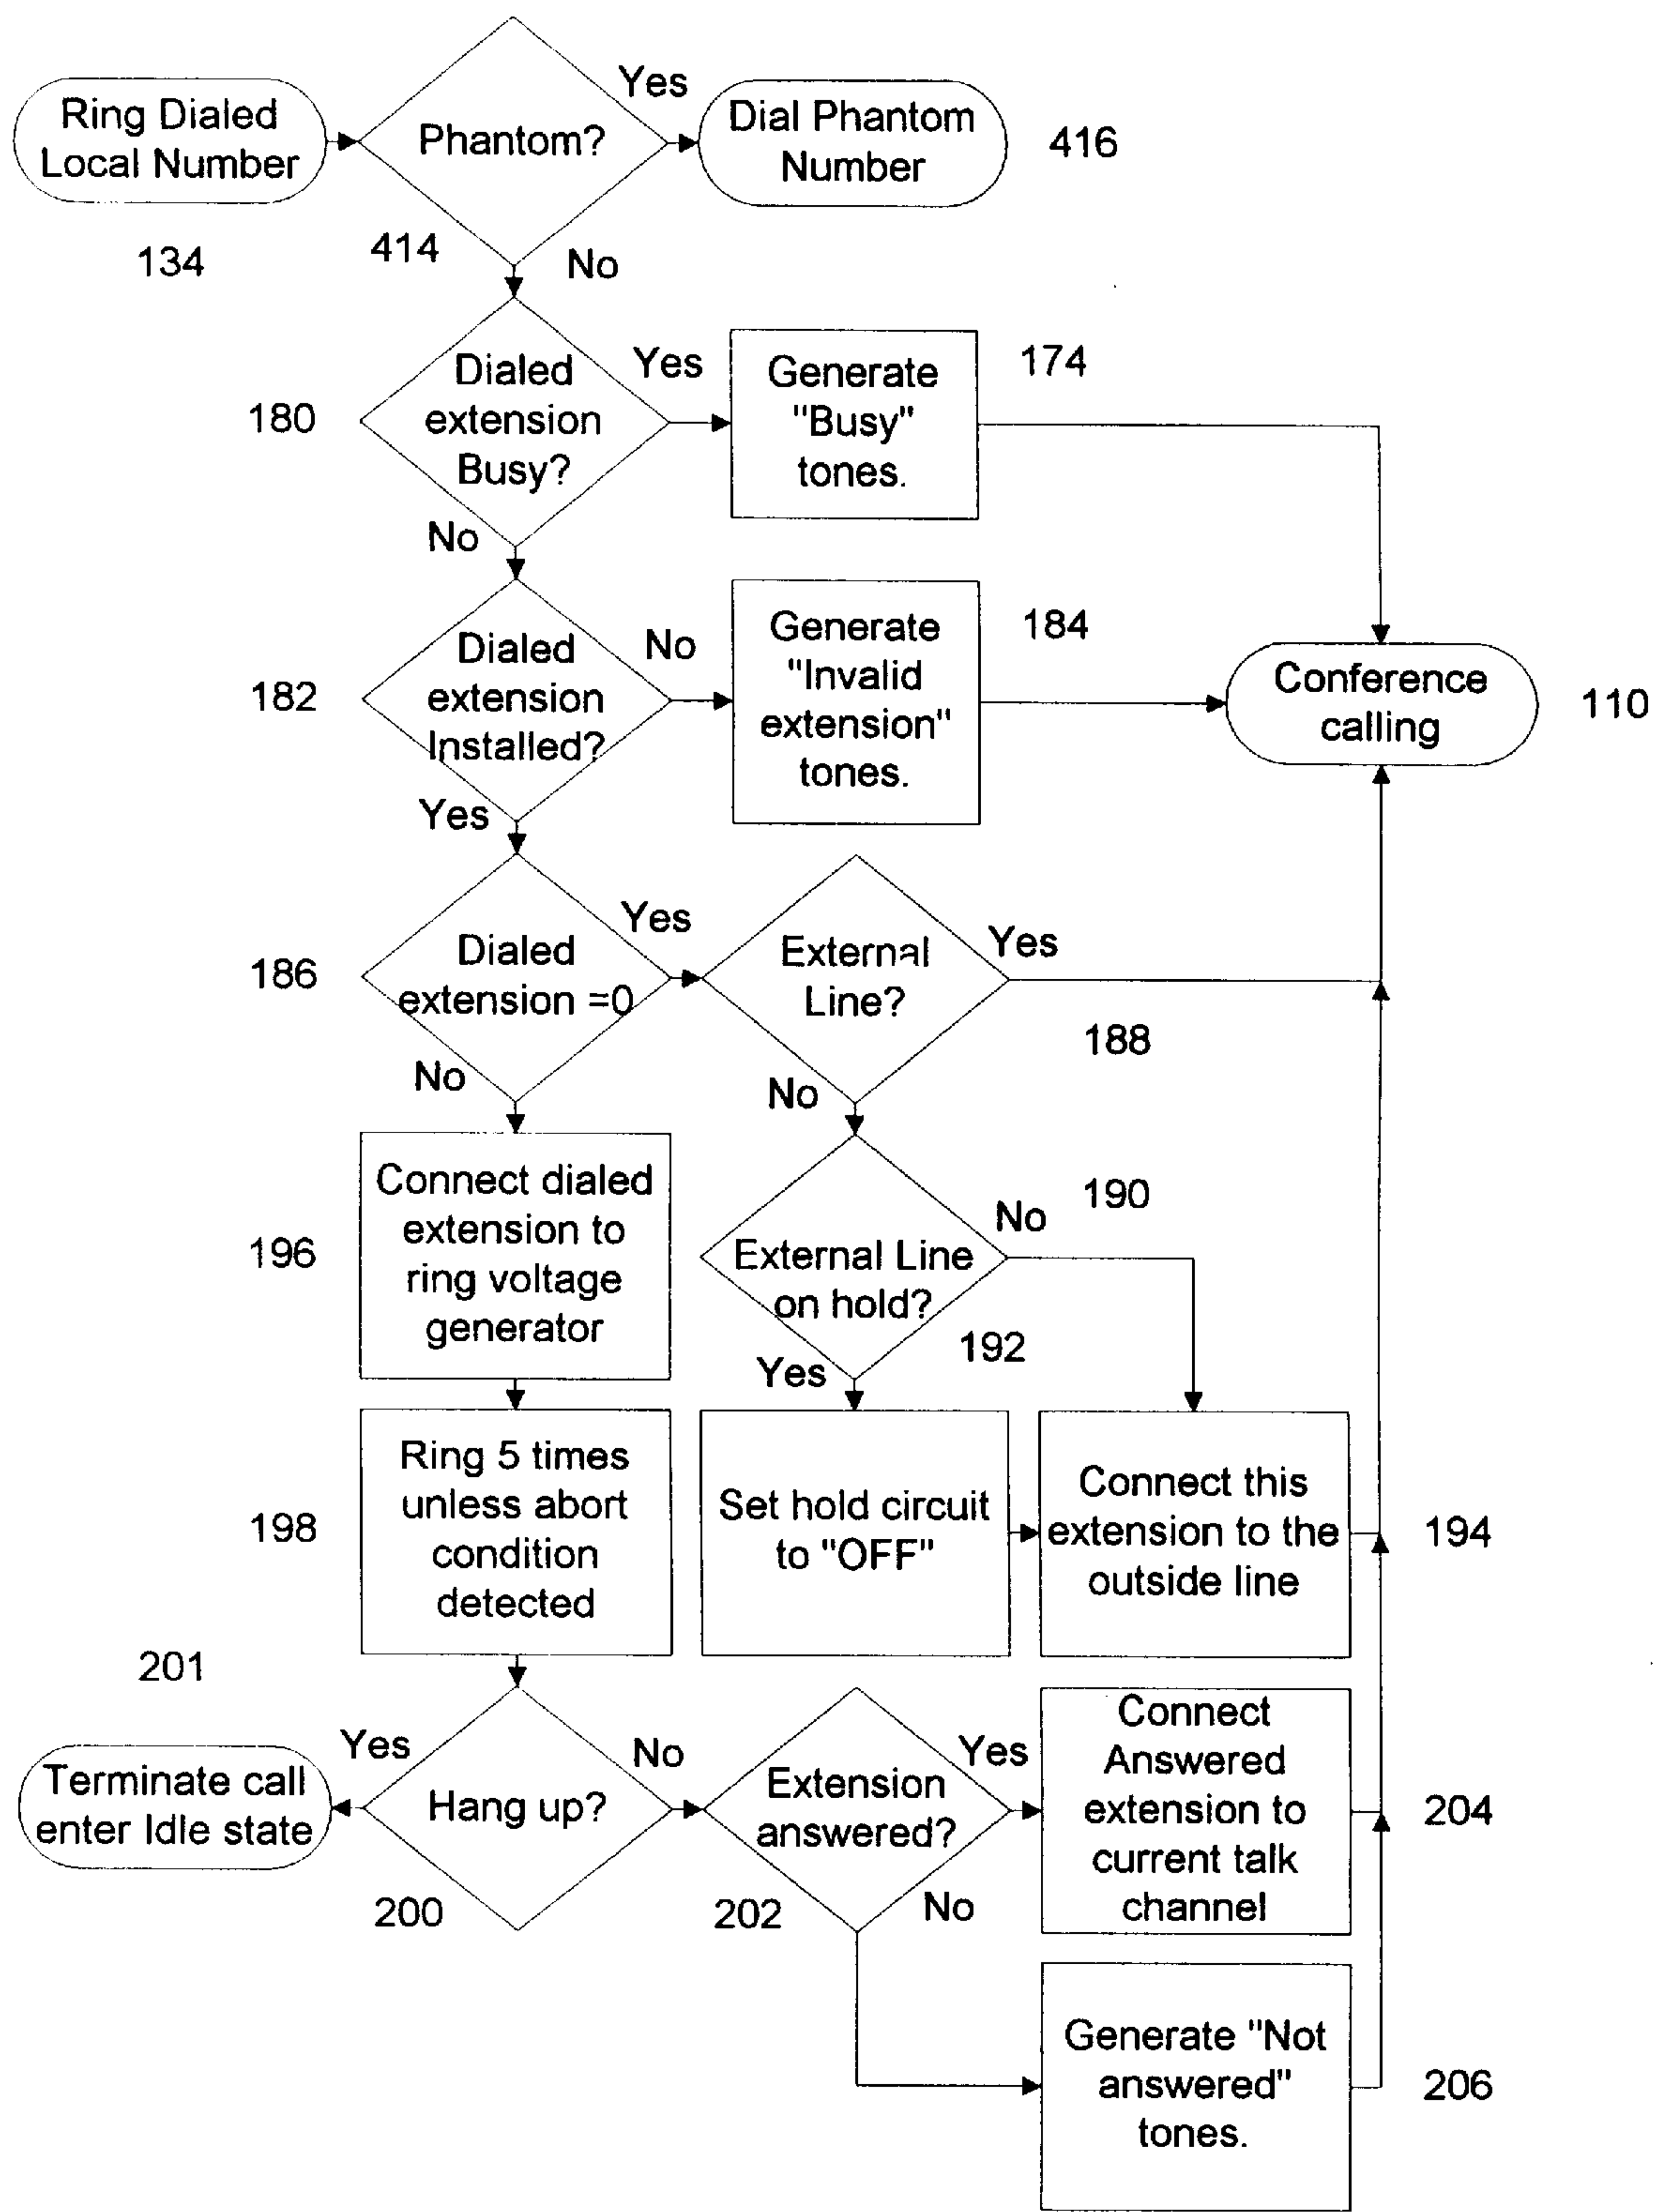 Yes
Ring Dialed
Local Number
Phantom?
Dial Phantom
Number
416
134
414
No
180
Dialed
extension
Busy?
Yes
Generate
"Busy"
tones.
174
No
182
Dialed
extension
Installed?
No
Generate
"Invalid
extension"
tones.
184
Conference
calling
110
Yes
186
Dialed
extension =0
Yes
External
Line?
Yes
188
No
No
196
Connect dialed
extension to
ring voltage
generator
External Line
on hold?
No
190
192
Yes
198
Ring 5 times
unless abort
condition
detected
Set hold circuit
to "OFF"
Connect this
extension to the
outside line
194
201
Terminate call
enter Idle state
Yes
Hang up?
No
200
Extension
answered?
Yes
202
No
Connect
Answered
extension to
current talk
channel
204
Generate "Not
answered"
tones.
206